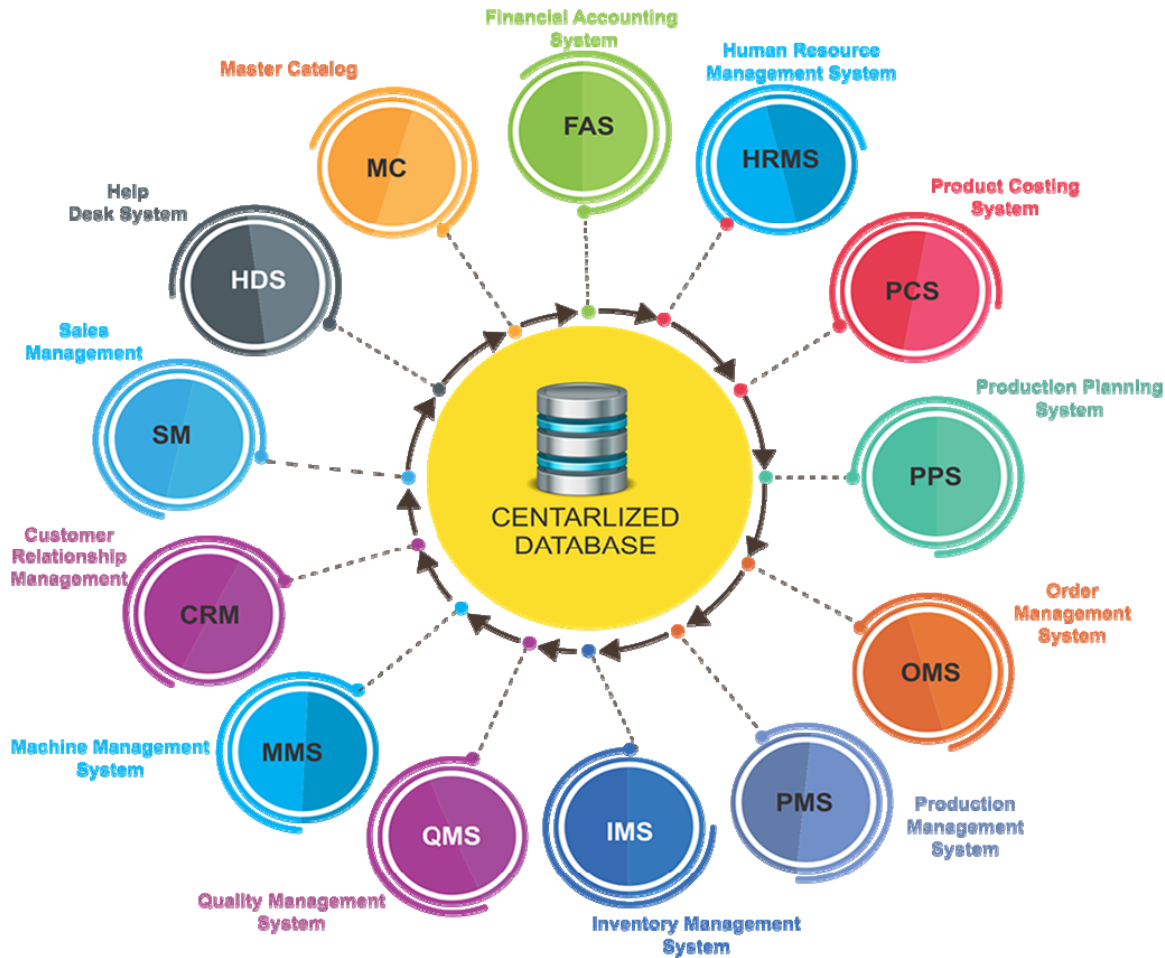 Financial Accounting
System
FAS
Human Resource
Management System
HRMS
Product Costing
System
PCS
Production Planning
System
PPS
Order
Management
System
OMS
Production
Management
System
PMS
Inventory Management
System
IMS
Quality Management
System
QMS
Machine Management
System
MMS
Customer
Relationship
Management
CRM
Sales
Management
SM
Help
Desk System
HDS
Master Catalog
MC
CENTARLIZED
DATABASE